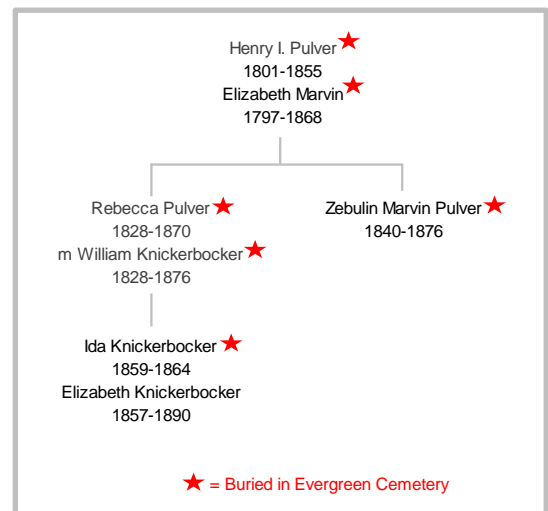 Henry I. Pulver
1801-1855
Elizabeth Marvin
1797-1868
Rebecca Pulver
1828-1870
m William Knickerbocker
1828-1876
Zebulin Marvin Pulver
1840-1876
Ida Knickerbocker
1859-1864
Elizabeth Knickerbocker
1857-1890
= Buried in Evergreen Cemetery